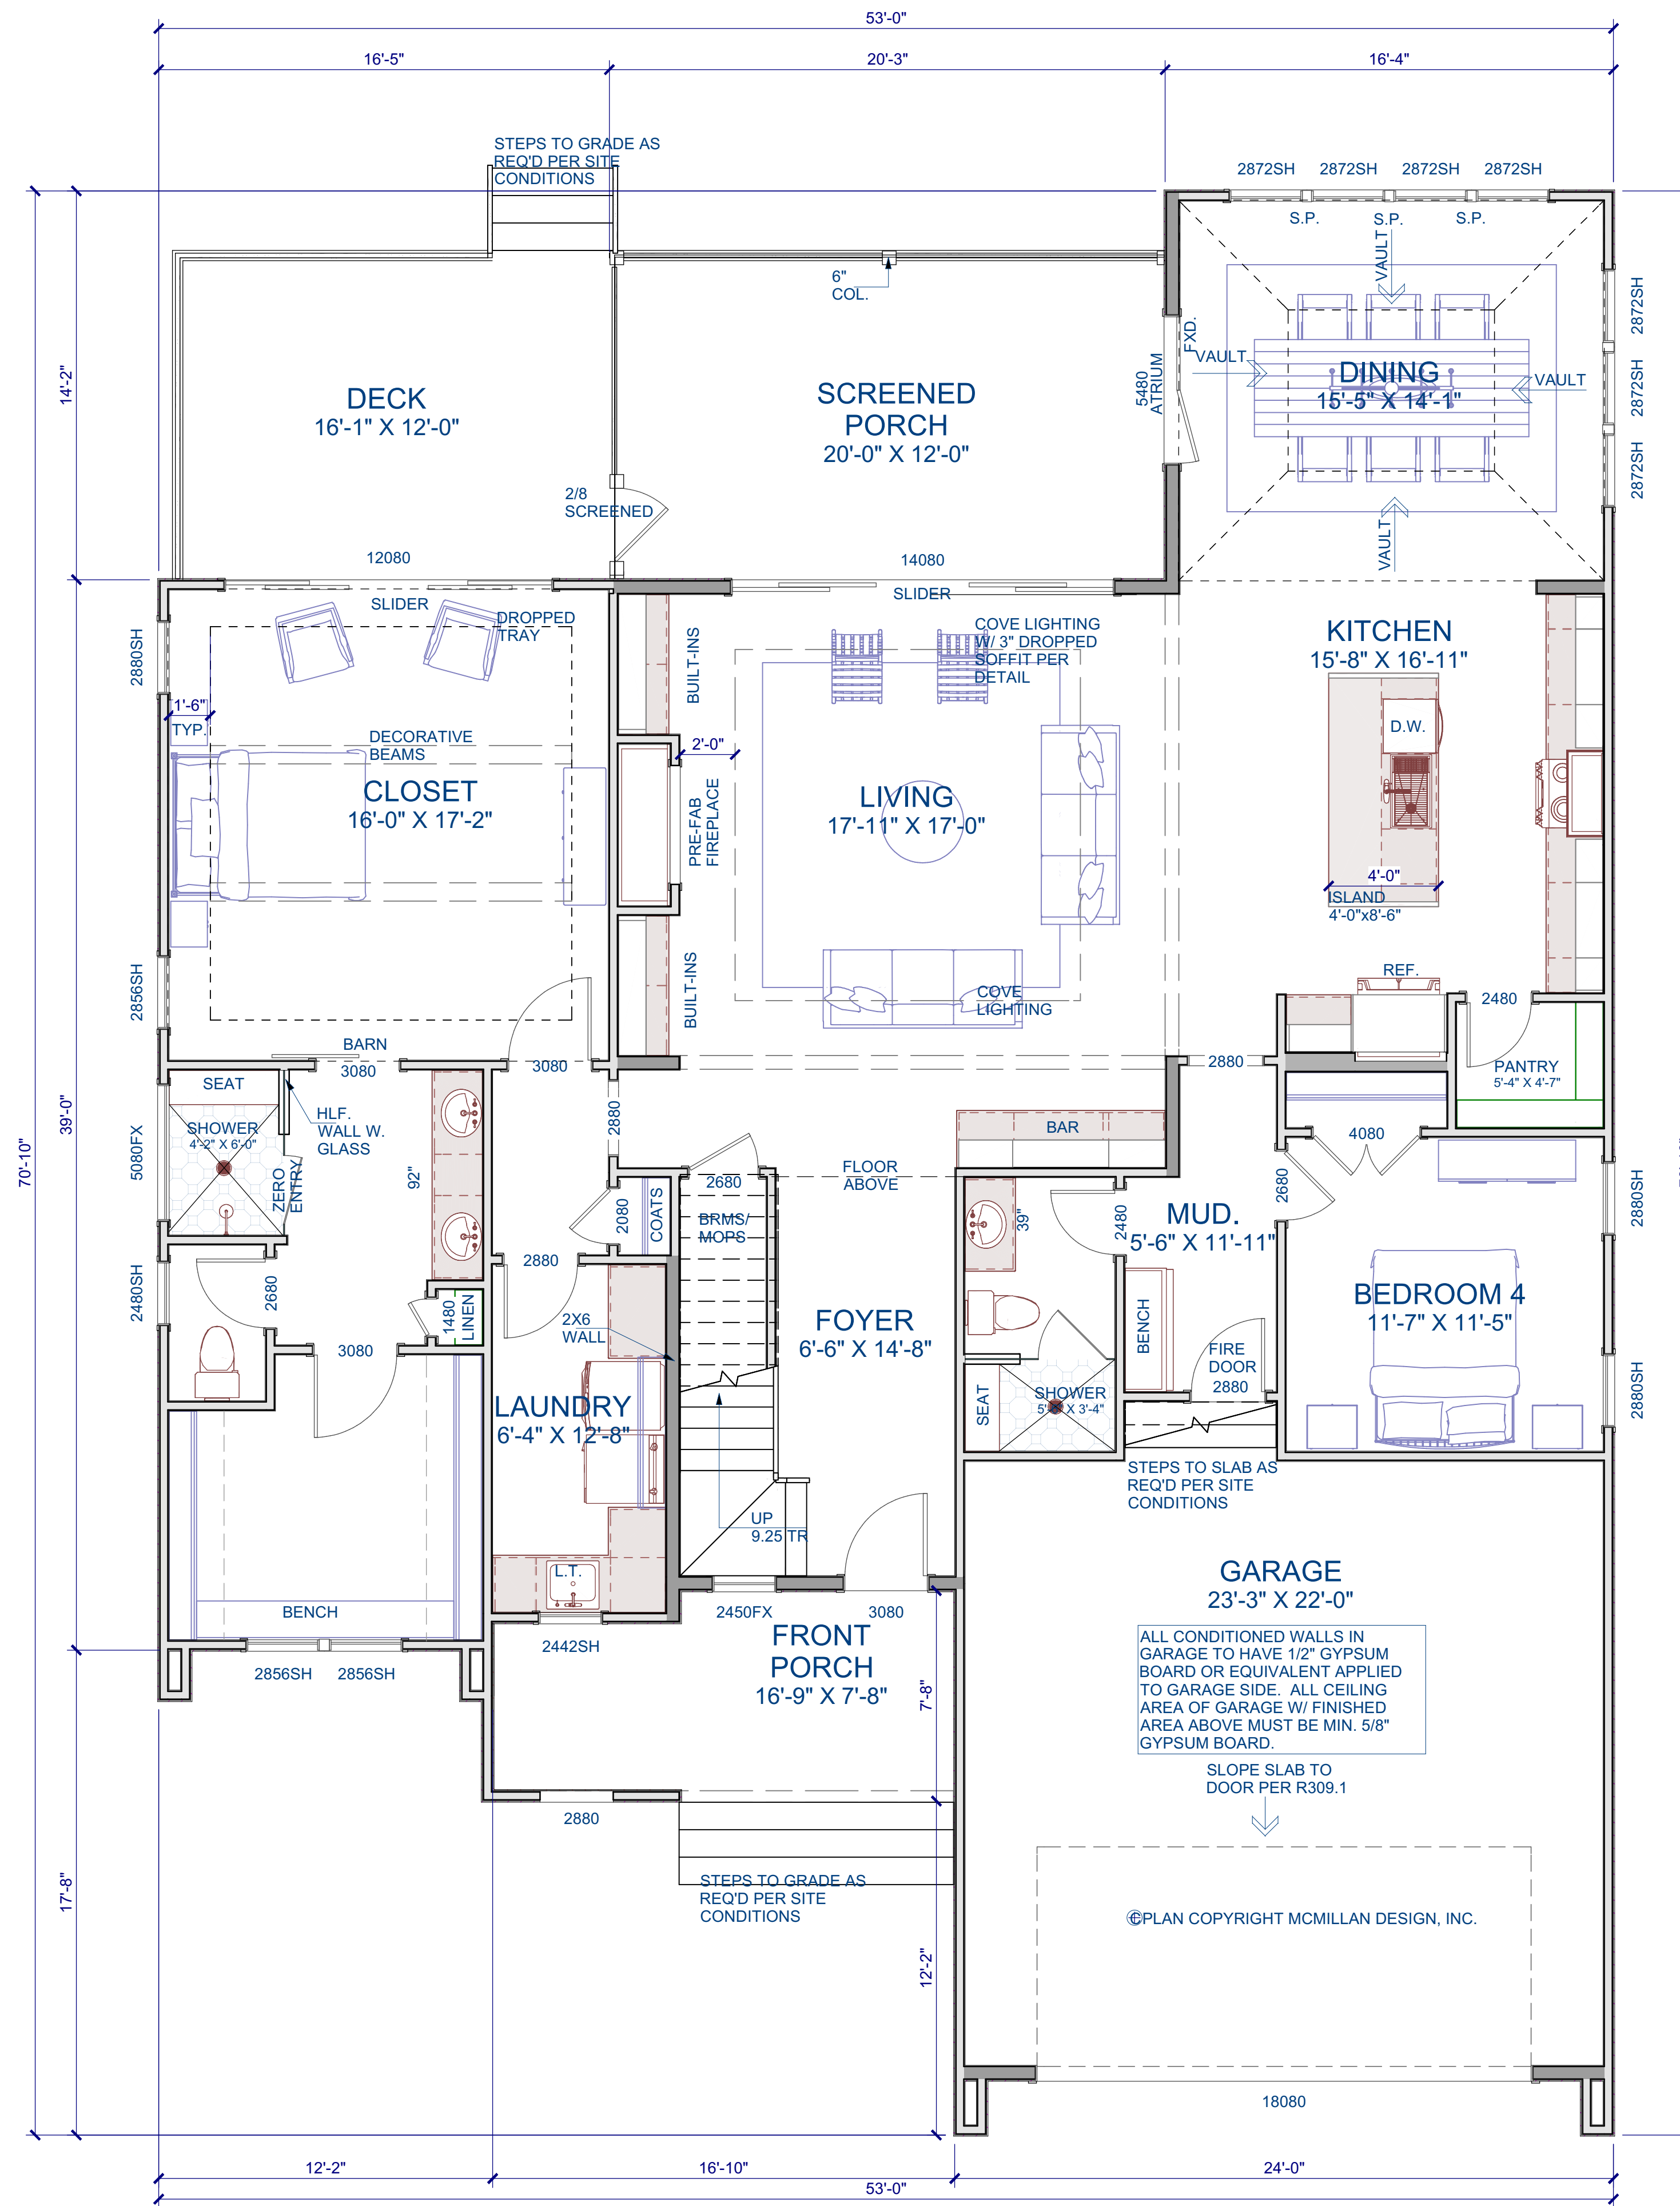 53'-0"
16'-5"
20'-3"
16'-4"
STEPS TO GRADE AS
REQ'D PER SITE
CONDITIONS
2872SH
2872SH
2872SH
2872SH
S.P.
S.P.
S.P.
VAULT
6"
COL.
2872SH
2872SH
2872SH
FXD.
VAULT
5480
ATRIUM
DINING
15'-5" X 14'-1"
VAULT
VAULT
14'-2"
DECK
16'-1" X 12'-0"
SCREENED
PORCH
20'-0" X 12'-0"
2/8
SCREENED
12080
14080
SLIDER
SLIDER
DROPPED
TRAY
2880SH
1'-6"
TYP.
DECORATIVE
BEAMS
CLOSET
16'-0" X 17'-2"
BUILT-INS
2'-0"
PRE-FAB
FIREPLACE
BUILT-INS
COVE LIGHTING
W/ 3" DROPPED
SOFFIT PER
DETAIL
LIVING
17'-11" X 17'-0"
COVE
LIGHTING
KITCHEN
15'-8" X 16'-11"
D.W.
4'-0"
ISLAND
4'-0"x8'-6"
REF.
2480
PANTRY
5'-4" X 4'-7"
2856SH
BARN
3080
3080
2880
2880
39'-0"
70'-10"
SEAT
SHOWER
4'-2" X 6'-0"
HLF.
WALL W.
GLASS
ZERO
ENTRY
92"
5080FX
2480SH
2680
3080
1480
LINEN
2880
2080
COATS
2680
BRMS/
MOPS
FLOOR
ABOVE
BAR
39"
2480
MUD.
5'-6" X 11'-11"
2680
4080
2880SH
BEDROOM 4
11'-7" X 11'-5"
2880SH
FOYER
6'-6" X 14'-8"
2X6
WALL
LAUNDRY
6'-4" X 12'-8"
BENCH
FIRE
DOOR
2880
SEAT
SHOWER
X 3'-4"
STEPS TO SLAB AS
REQ'D PER SITE
CONDITIONS
UP
9.25 TR
L.T.
BENCH
2856SH
2856SH
2442SH
2450FX
3080
FRONT
PORCH
16'-9" X 7'-8"
7'-8"
GARAGE
23'-3" X 22'-0"
ALL CONDITIONED WALLS IN
GARAGE TO HAVE 1/2" GYPSUM
BOARD OR EQUIVALENT APPLIED
TO GARAGE SIDE. ALL CEILING
AREA OF GARAGE W/ FINISHED
AREA ABOVE MUST BE MIN. 5/8"
GYPSUM BOARD.
SLOPE SLAB TO
DOOR PER R309.1
2880
STEPS TO GRADE AS
REQ'D PER SITE
CONDITIONS
17'-8"
12'-2"
©PLAN COPYRIGHT MCMILLAN DESIGN, INC.
18080
12'-2"
16'-10"
24'-0"
53'-0"